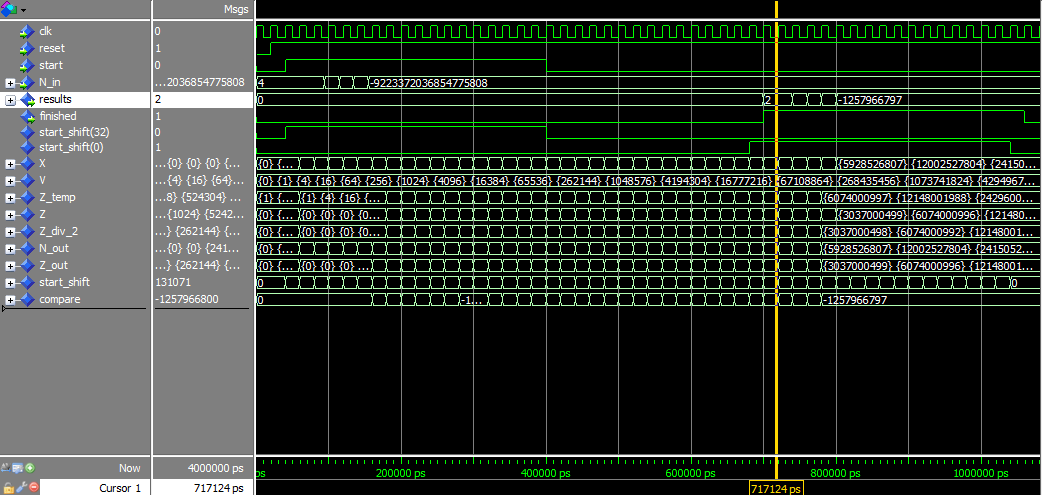 Msgs
clk 0
reset 1
start 0
N_in ...2036854775808 4 -9223372036854775808
results 2 0 2 -1257966797
finished 1
start_shift(32) 0
start_shift(0) 1
X ...{0} {0} {0} {... {0} {... {5928526807} {12002527804} {24150...
V ...{4} {16} {64}... {0} {1} {4} {16} {64} {256} {1024} {4096} {16384} {65536} {262144} {1048576} {4194304} {16777216} {67108864} {268435456} {1073741824} {4294967...
Z_temp ...8} {524304} ... {1} {... {1} {4} {16} {... {6074000997} {12148001988} {2429600...
Z ...{1024} {5242... {0} {... {0} {0} {0} {0... {3037000499} {6074000996} {121480...
Z_div_2 ...} {262144} {... {0} {... {0} {0} {0} {0... {3037000498} {6074000992} {12148001...
N_out ...{0} {0} {241... {0} {... {5928526807} {12002527804} {2415052...
Z_out ...} {262144} {... {0} {... {0} {0} {0} {... {3037000499} {6074000996} {12148001...
start_shift 131071 0 0
compare -1257966800 0 -1... -1257966797
Now 4000000 ps ps 200000 ps 400000 ps 800000 ps 1000000 ps
Cursor 1 717124 ps 717124 ps